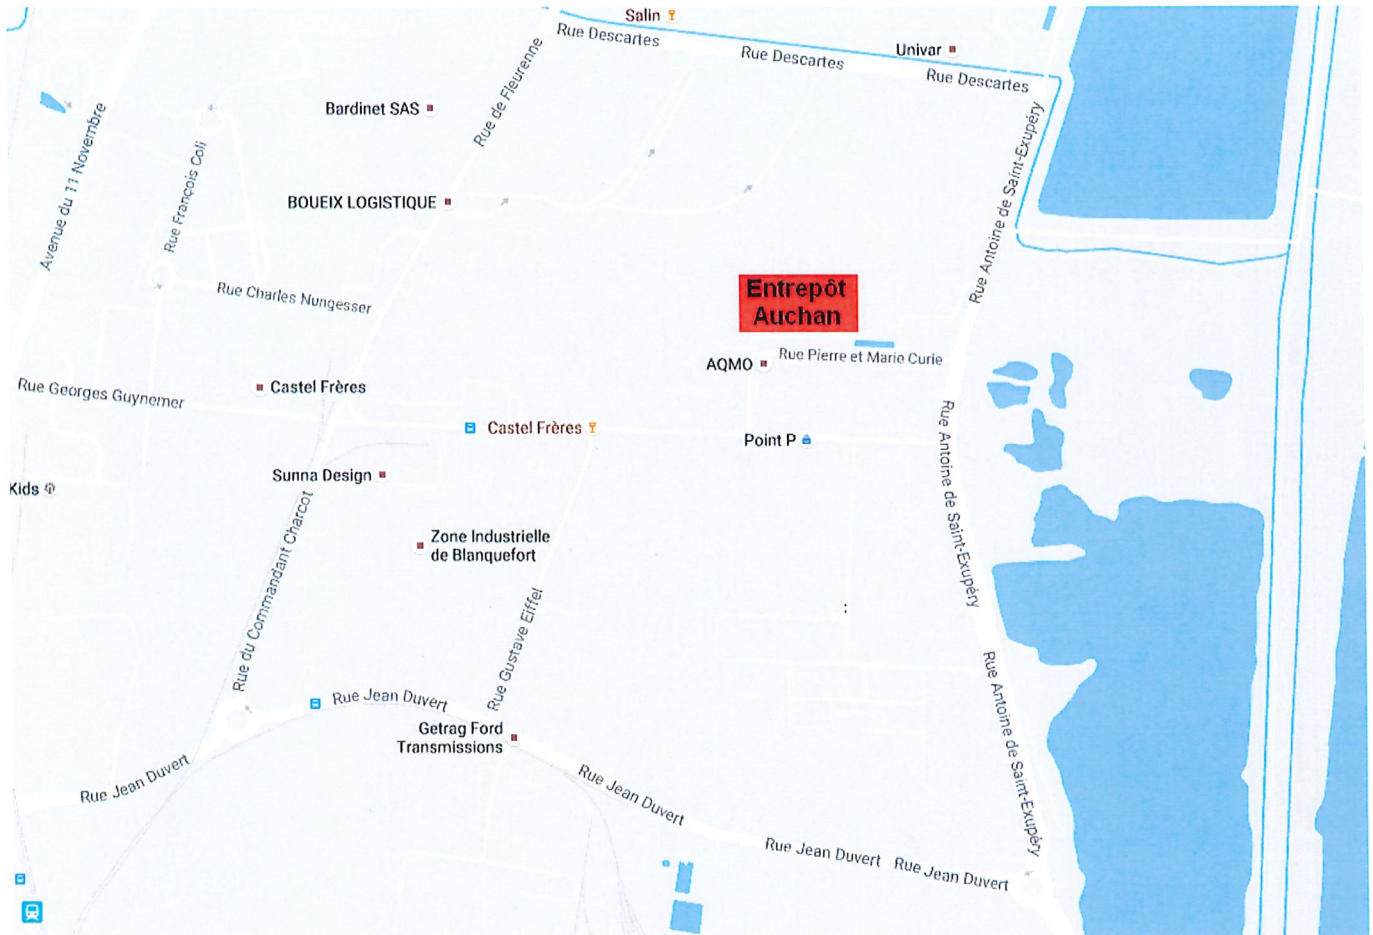 Salin
Rue Descartes
Rue Descartes
Univar
Rue Descartes
Rue de Fleurenne
Bardinet SAS
Avenue du 11 Novembre
Rue François Coli
Rue Antoine de Saint-Exupéry
BOUEIX LOGISTIQUE
Rue Charles Nungesser
Entrepôt
Auchan
AQMO
Rue Pierre et Marie Curie
Castel Frères
Rue Georges Guynemer
Castel Frères
Point P
Rue Antoine de Saint-Exupéry
Sunna Design
Kids
Zone Industrielle
de Blanquefort
Rue du Commandant Charcot
Rue Gustave Eiffel
Rue Jean Duvert
Rue Antoine de Saint-Exupéry
Getrag Ford
Transmissions
Rue Jean Duvert
Rue Jean Duvert
Rue Jean Duvert
Rue Jean Duvert